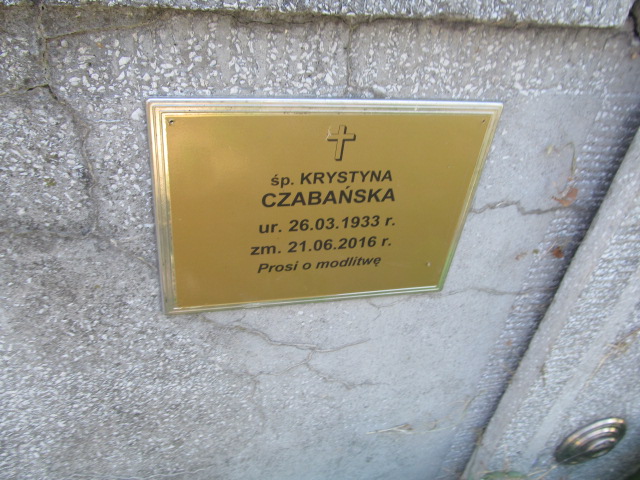 śp. KRYSTYNA
CZABAŃSKA
ur. 26.03.1933 r.
zm. 21.06.2016 r.
Prosi o modlitwę